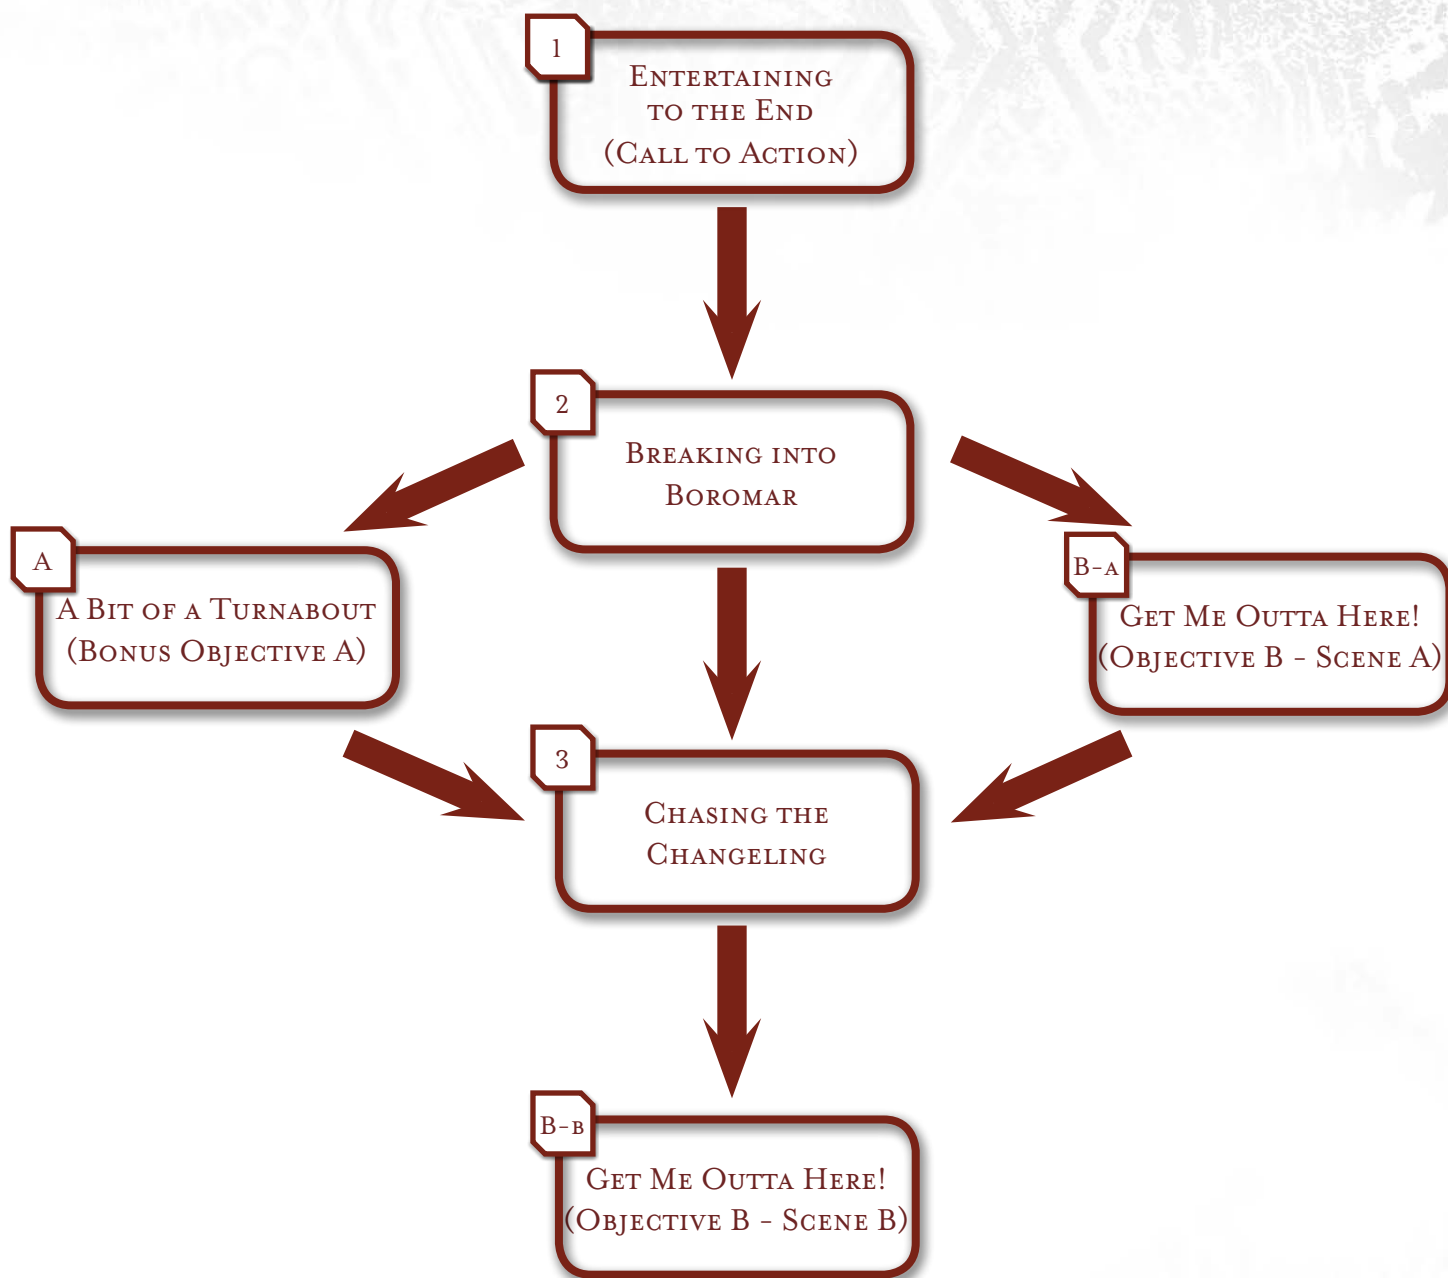 1
Entertaining
to the End
(Call to Action)
2
Breaking into
Boromar
A
A Bit of a Turnabout
(Bonus Objective A)
B-a
Get Me Outta Here!
(Objective B - Scene A)
3
Chasing the
Changeling
B-b
Get Me Outta Here!
(Objective B - Scene B)